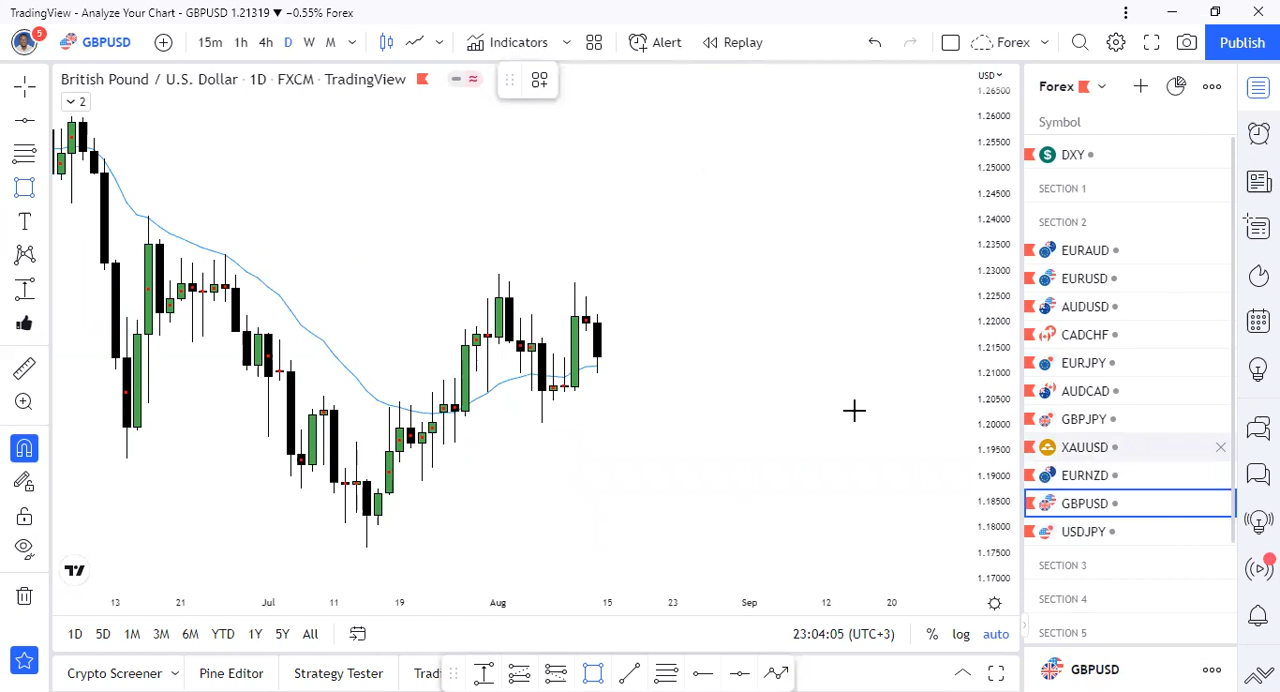 TradingView - Analyze Your Chart - GBPUSD 1.21319 ▼ −0.55% Forex
5
GBPUSD
15m 1h 4h D W M
Indicators
Alert
Replay
Forex
Publish
British Pound / U.S. Dollar · 1D · FXCM · TradingView
2
USD
1.26500
1.26000
1.25500
1.25000
1.24500
1.24000
1.23500
1.23000
1.22500
1.22000
1.21500
1.21000
1.20500
1.20000
1.19500
1.19000
1.18500
1.18000
1.17500
1.17000
13 21 Jul 11 19 Aug 15 23 Sep 12 20
1D 5D 1M 3M 6M YTD 1Y 5Y All
23:04:05 (UTC+3) % log auto
Crypto Screener
Pine Editor
Strategy Tester
Trad
Forex
Symbol
DXY
SECTION 1
SECTION 2
EURAUD
EURUSD
AUDUSD
CADCHF
EURJPY
AUDCAD
GBPJPY
XAUUSD
EURNZD
GBPUSD
USDJPY
SECTION 3
SECTION 4
SECTION 5
GBPUSD